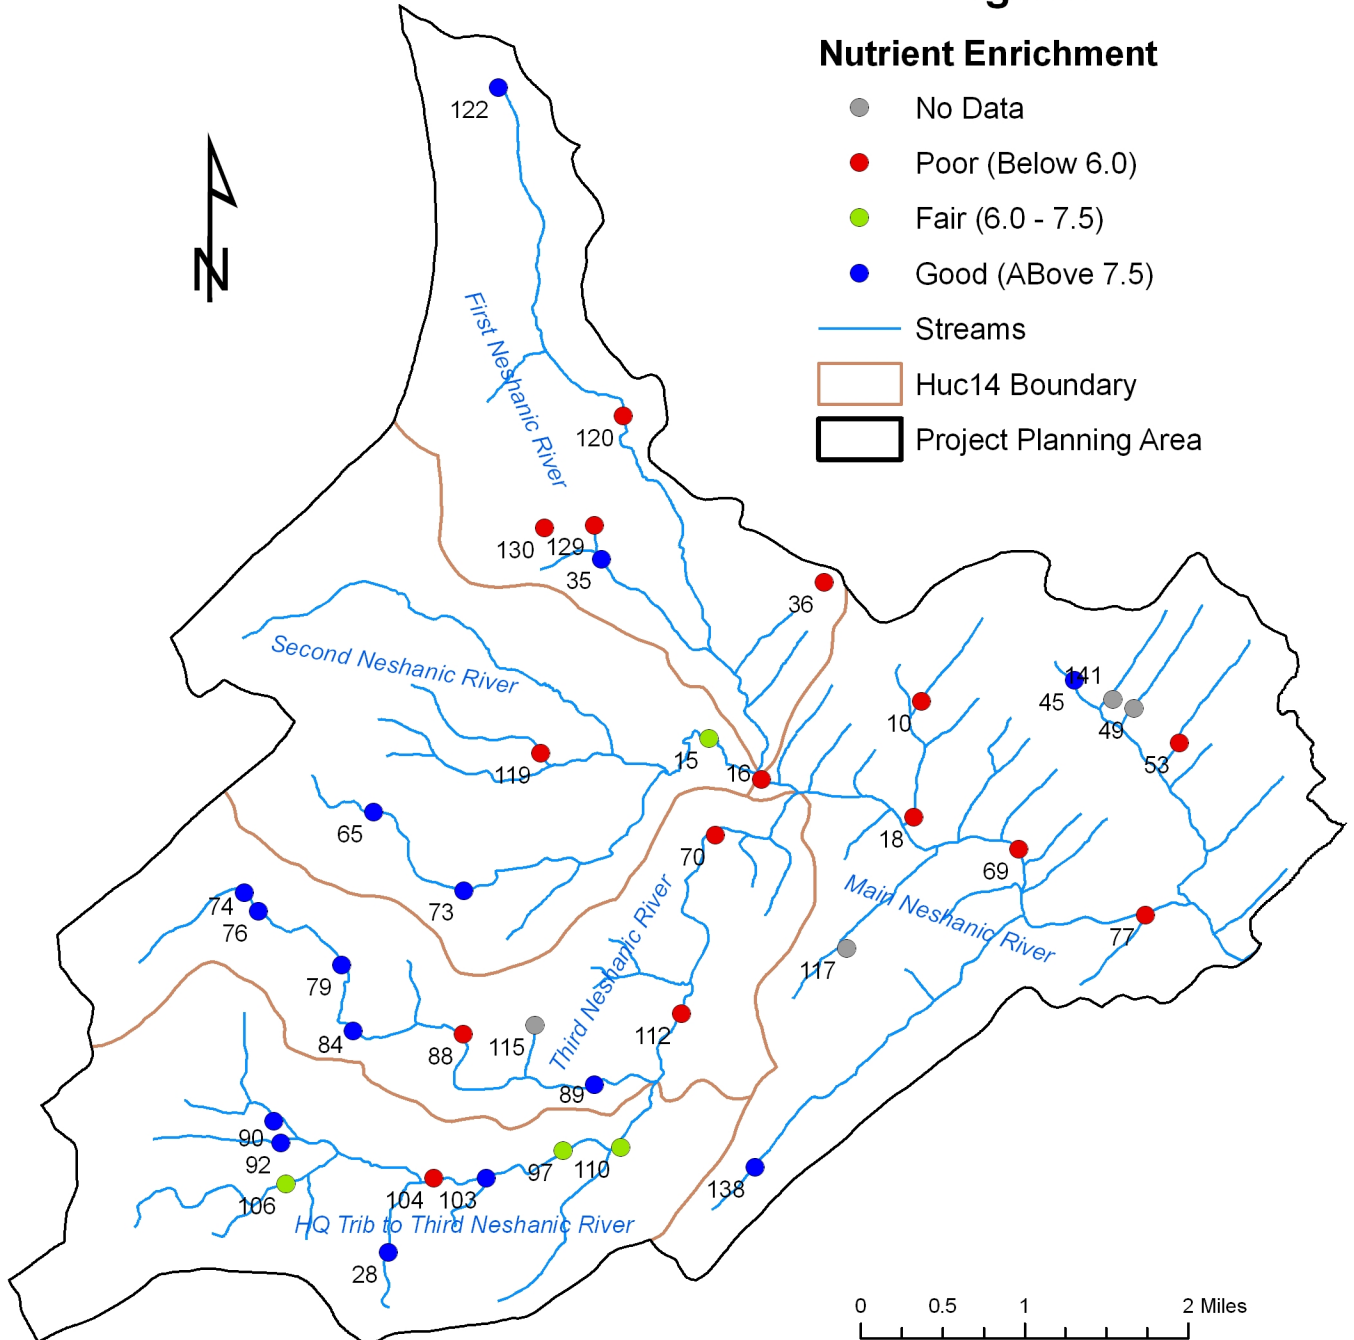 Nutrient Enrichment
No Data
Poor (Below 6.0)
Fair (6.0 - 7.5)
Good (ABove 7.5)
Streams
Huc14 Boundary
Project Planning Area
N
122
First Neshanic River
120
130
129
35
36
Second Neshanic River
141
45
10
49
15
16
53
119
65
18
70
69
74
73
Main Neshanic River
76
77
117
79
Third Neshanic River
84
88
115
112
89
90
92
97
110
106
104
103
138
HQ Trib to Third Neshanic River
28
0
0.5
1
2 Miles